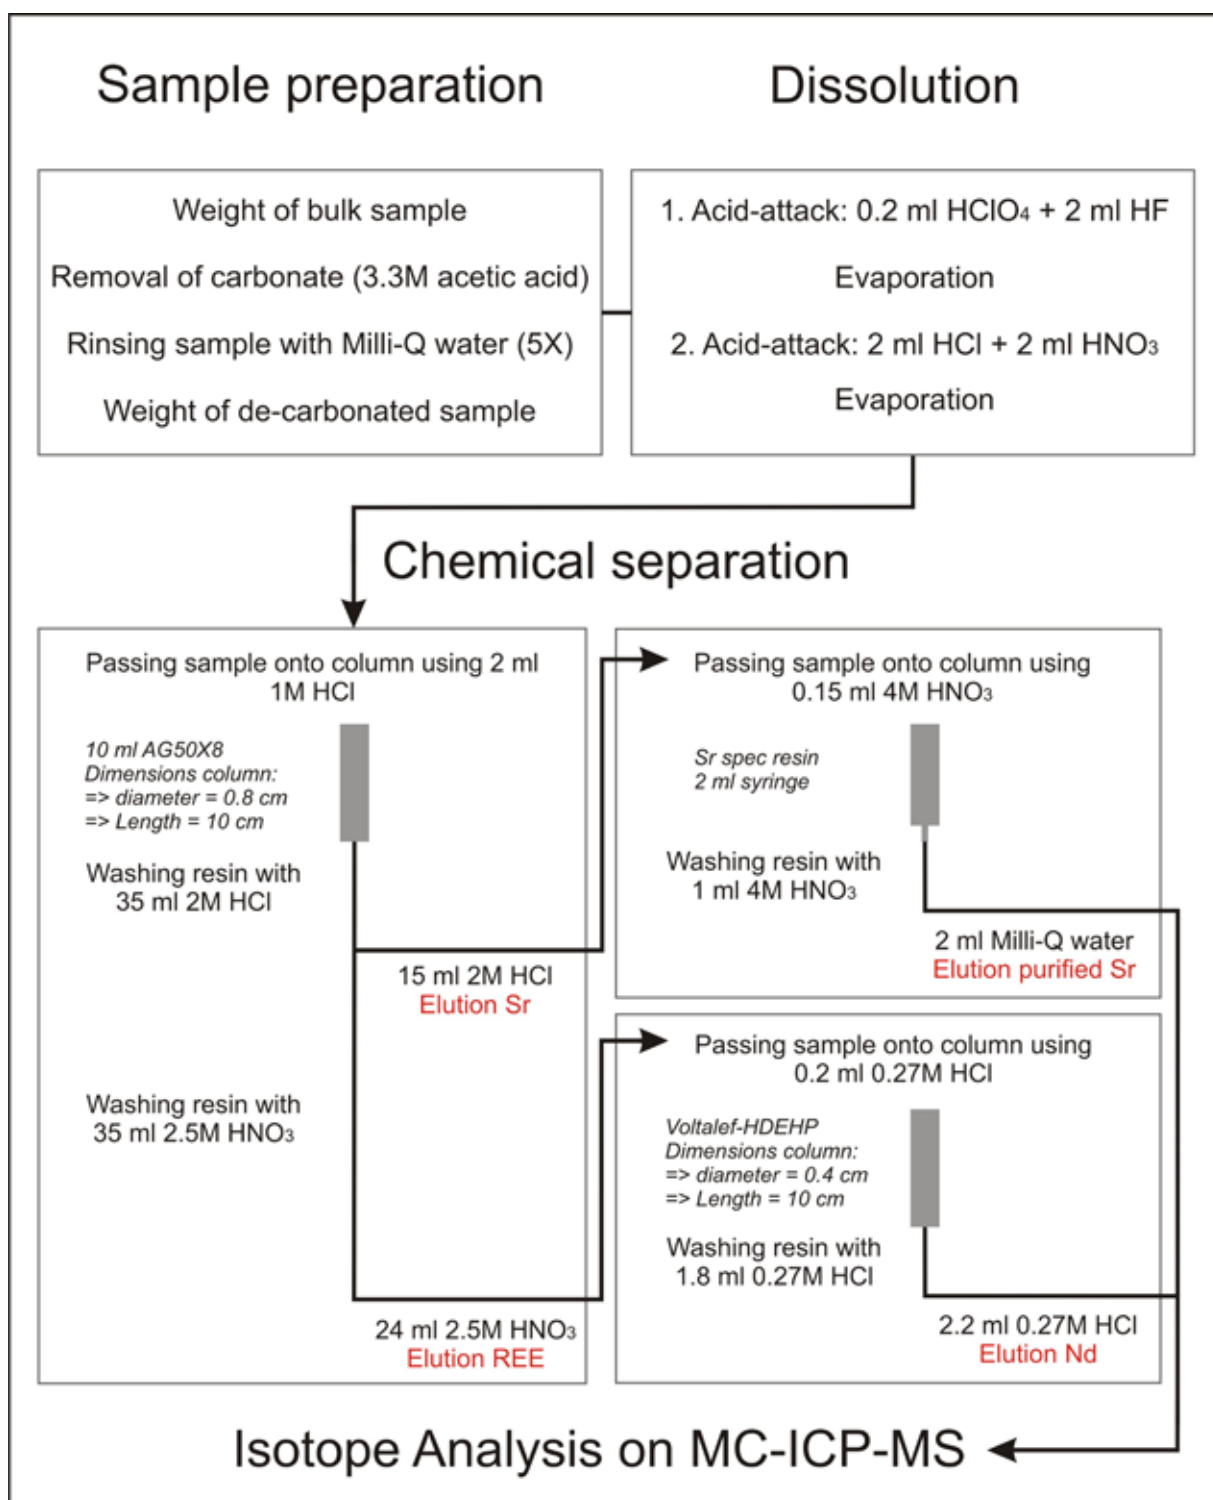 Sample preparation
Weight of bulk sample
Removal of carbonate (3.3M acetic acid)
Rinsing sample with Milli-Q water (5X)
Weight of de-carbonated sample
Dissolution
1. Acid-attack: 0.2 ml HClO₄ + 2 ml HF
Evaporation
2. Acid-attack: 2 ml HCl + 2 ml HNO₃
Evaporation
Chemical separation
Passing sample onto column using 2 ml
1M HCl
10 ml AG50X8
Dimensions column:
=> diameter = 0.8 cm
=> Length = 10 cm
Washing resin with
35 ml 2M HCl
15 ml 2M HCl
Elution Sr
Washing resin with
35 ml 2.5M HNO₃
24 ml 2.5M HNO₃
Elution REE
Passing sample onto column using
0.15 ml 4M HNO₃
Sr spec resin
2 ml syringe
Washing resin with
1 ml 4M HNO₃
2 ml Milli-Q water
Elution purified Sr
Passing sample onto column using
0.2 ml 0.27M HCl
Voltalef-HDEHP
Dimensions column:
=> diameter = 0.4 cm
=> Length = 10 cm
Washing resin with
1.8 ml 0.27M HCl
2.2 ml 0.27M HCl
Elution Nd
Isotope Analysis on MC-ICP-MS